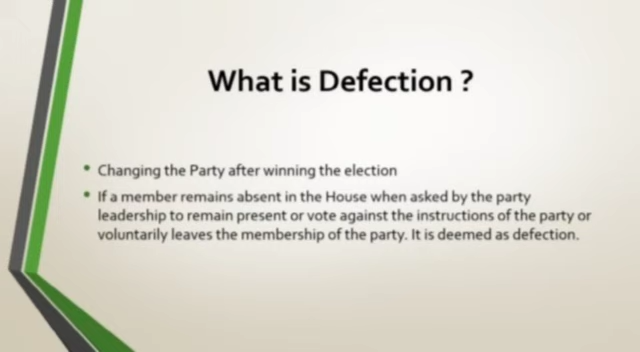 What is Defection ?
• Changing the Party after winning the election
• If a member remains absent in the House when asked by the party
leadership to remain present or vote against the instructions of the party or
voluntarily leaves the membership of the party. It is deemed as defection.